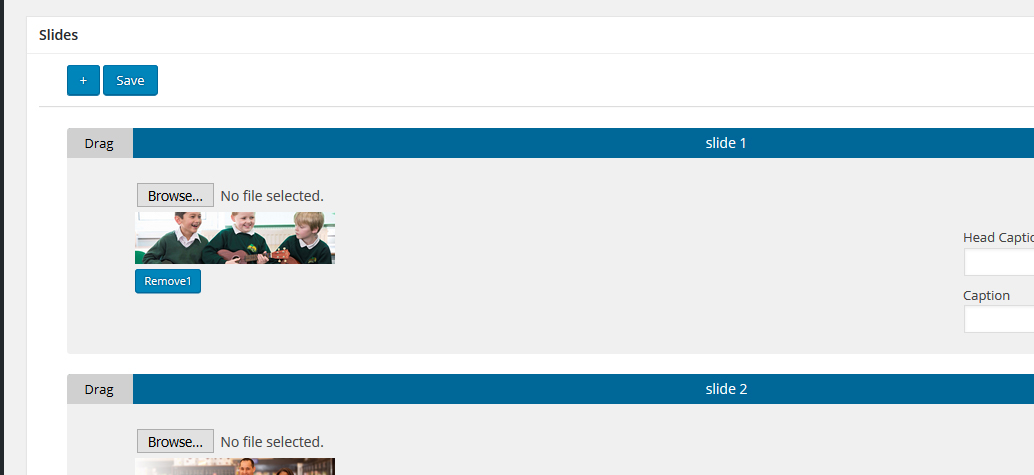 Slides
+ Save
Drag slide 1
Browse... No file selected.
Remove1
Head Captio
Caption
Drag slide 2
Browse... No file selected.